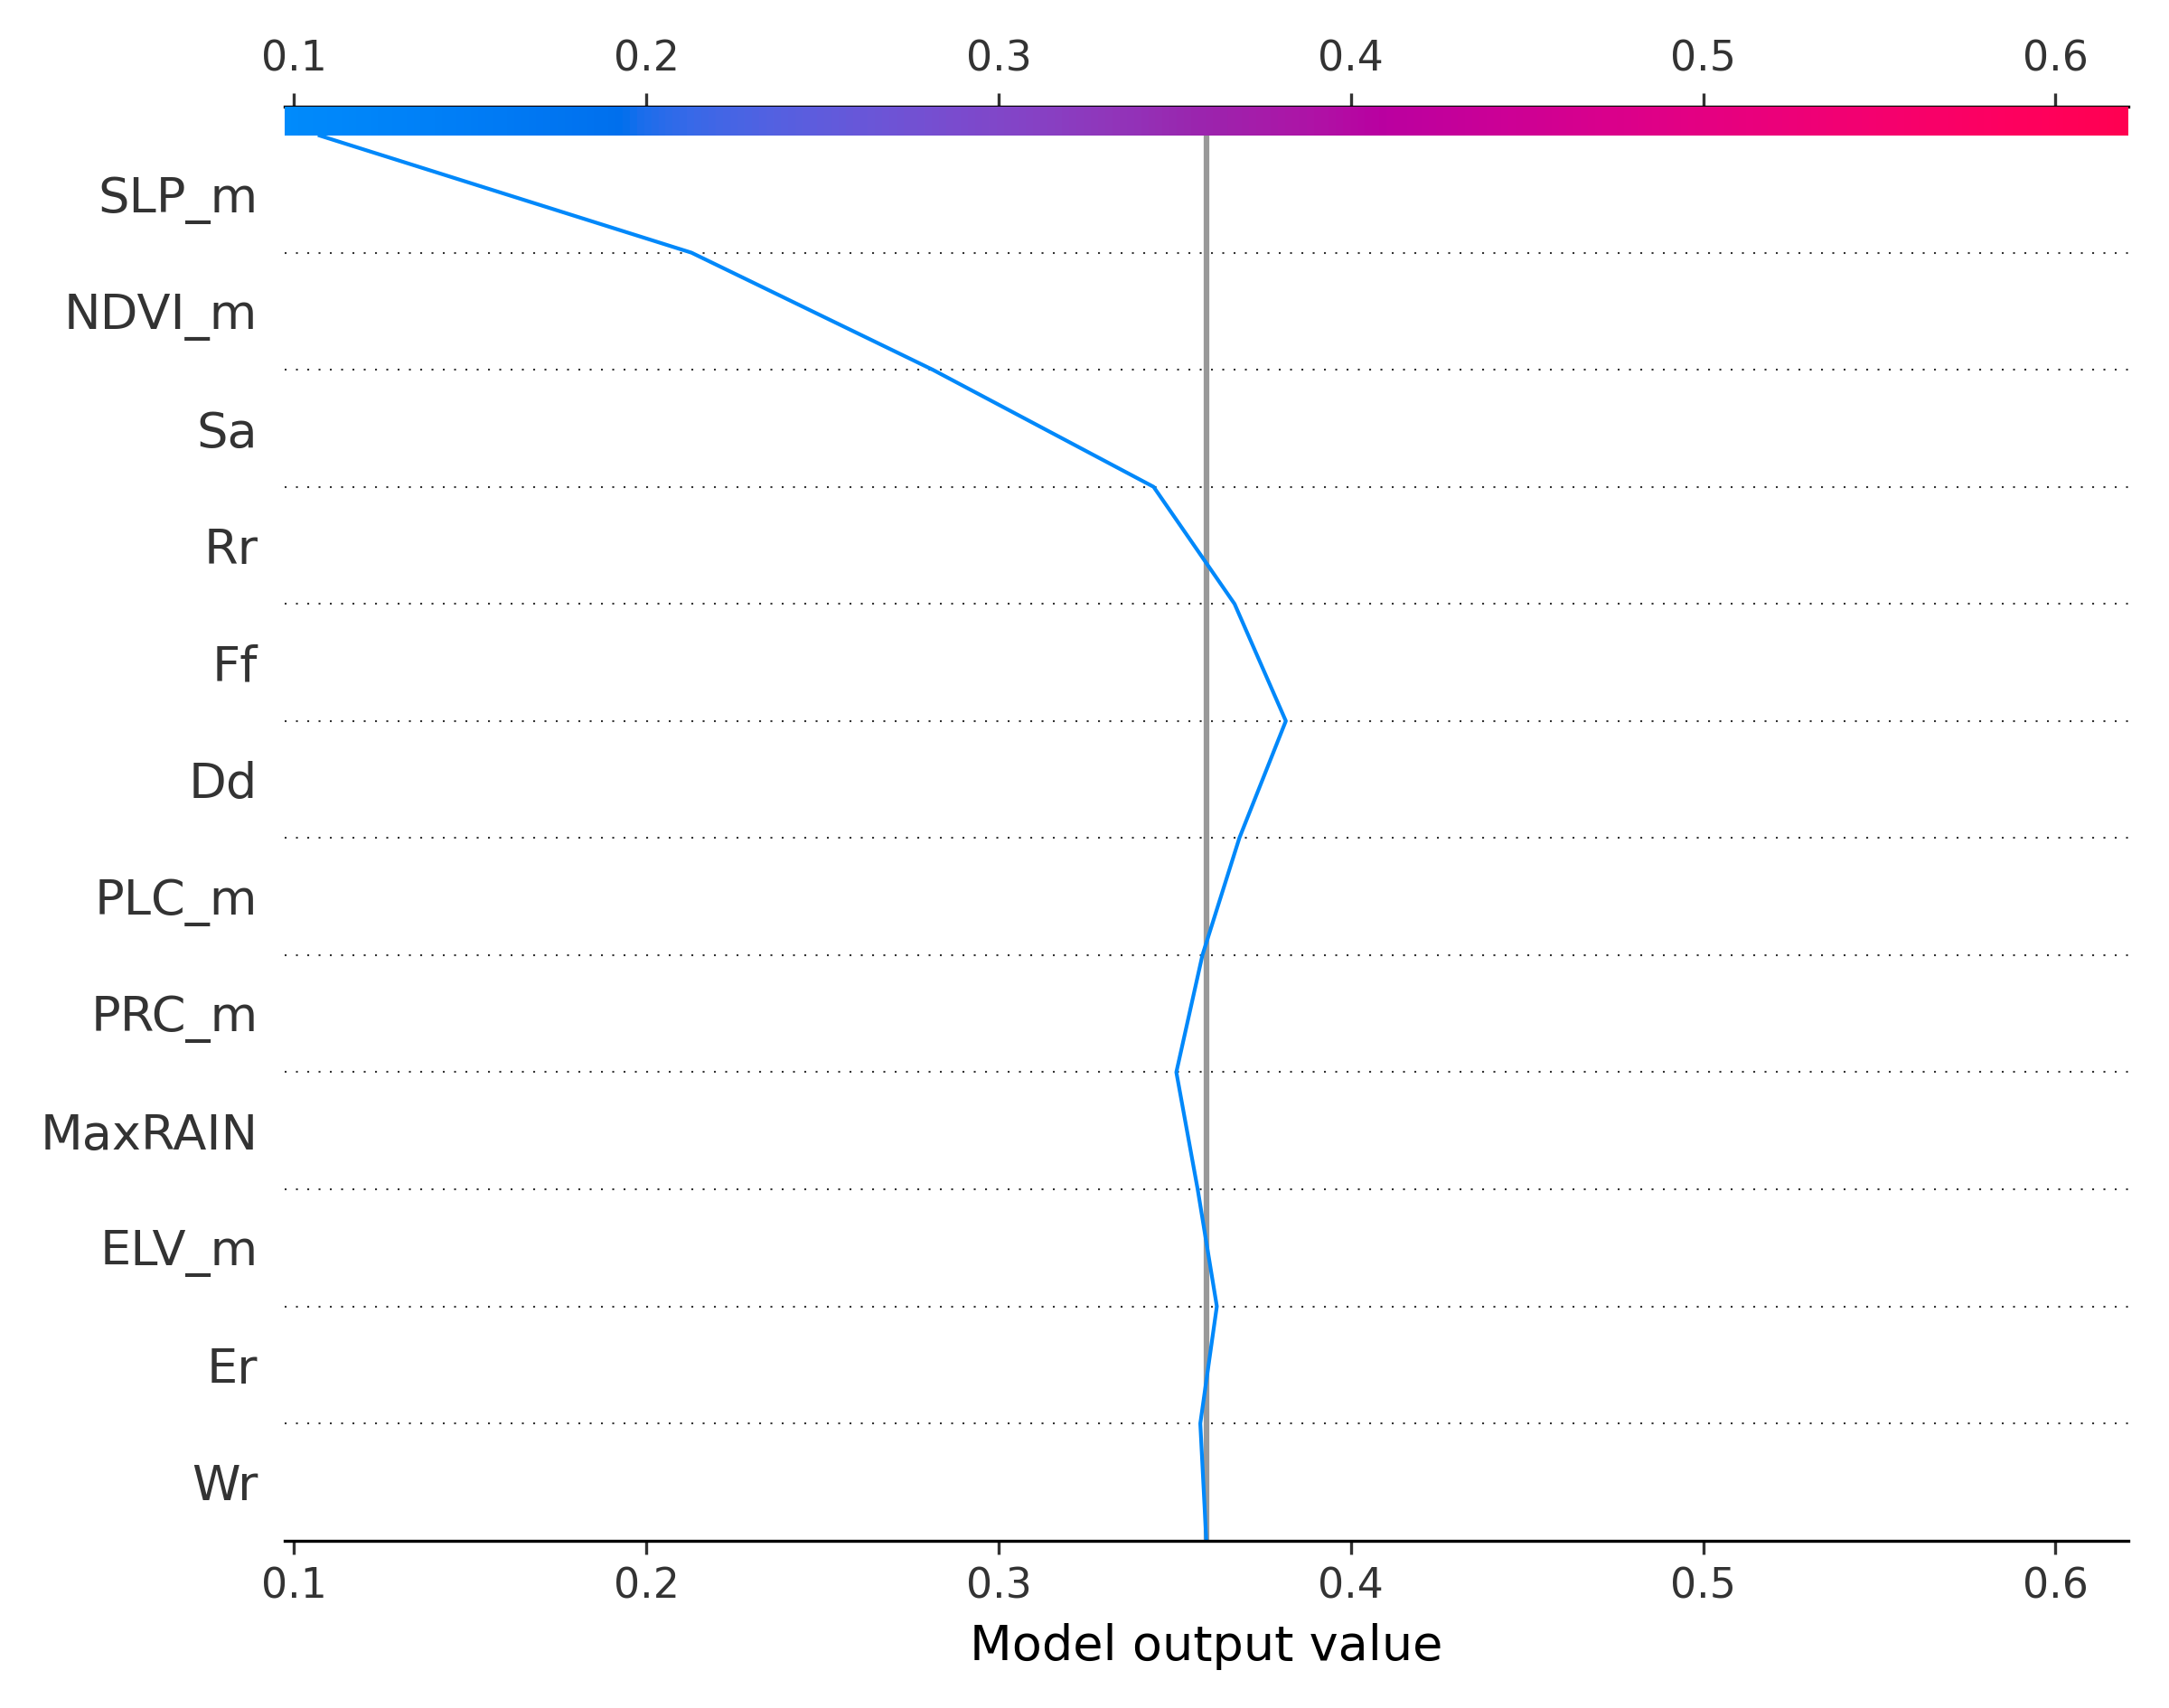 0.1 0.2 0.3 0.4 0.5 0.6
SLP_m
NDVI_m
Sa
Rr
Ff
Dd
PLC_m
PRC_m
MaxRAIN
ELV_m
Er
Wr
0.1 0.2 0.3 0.4 0.5 0.6
Model output value